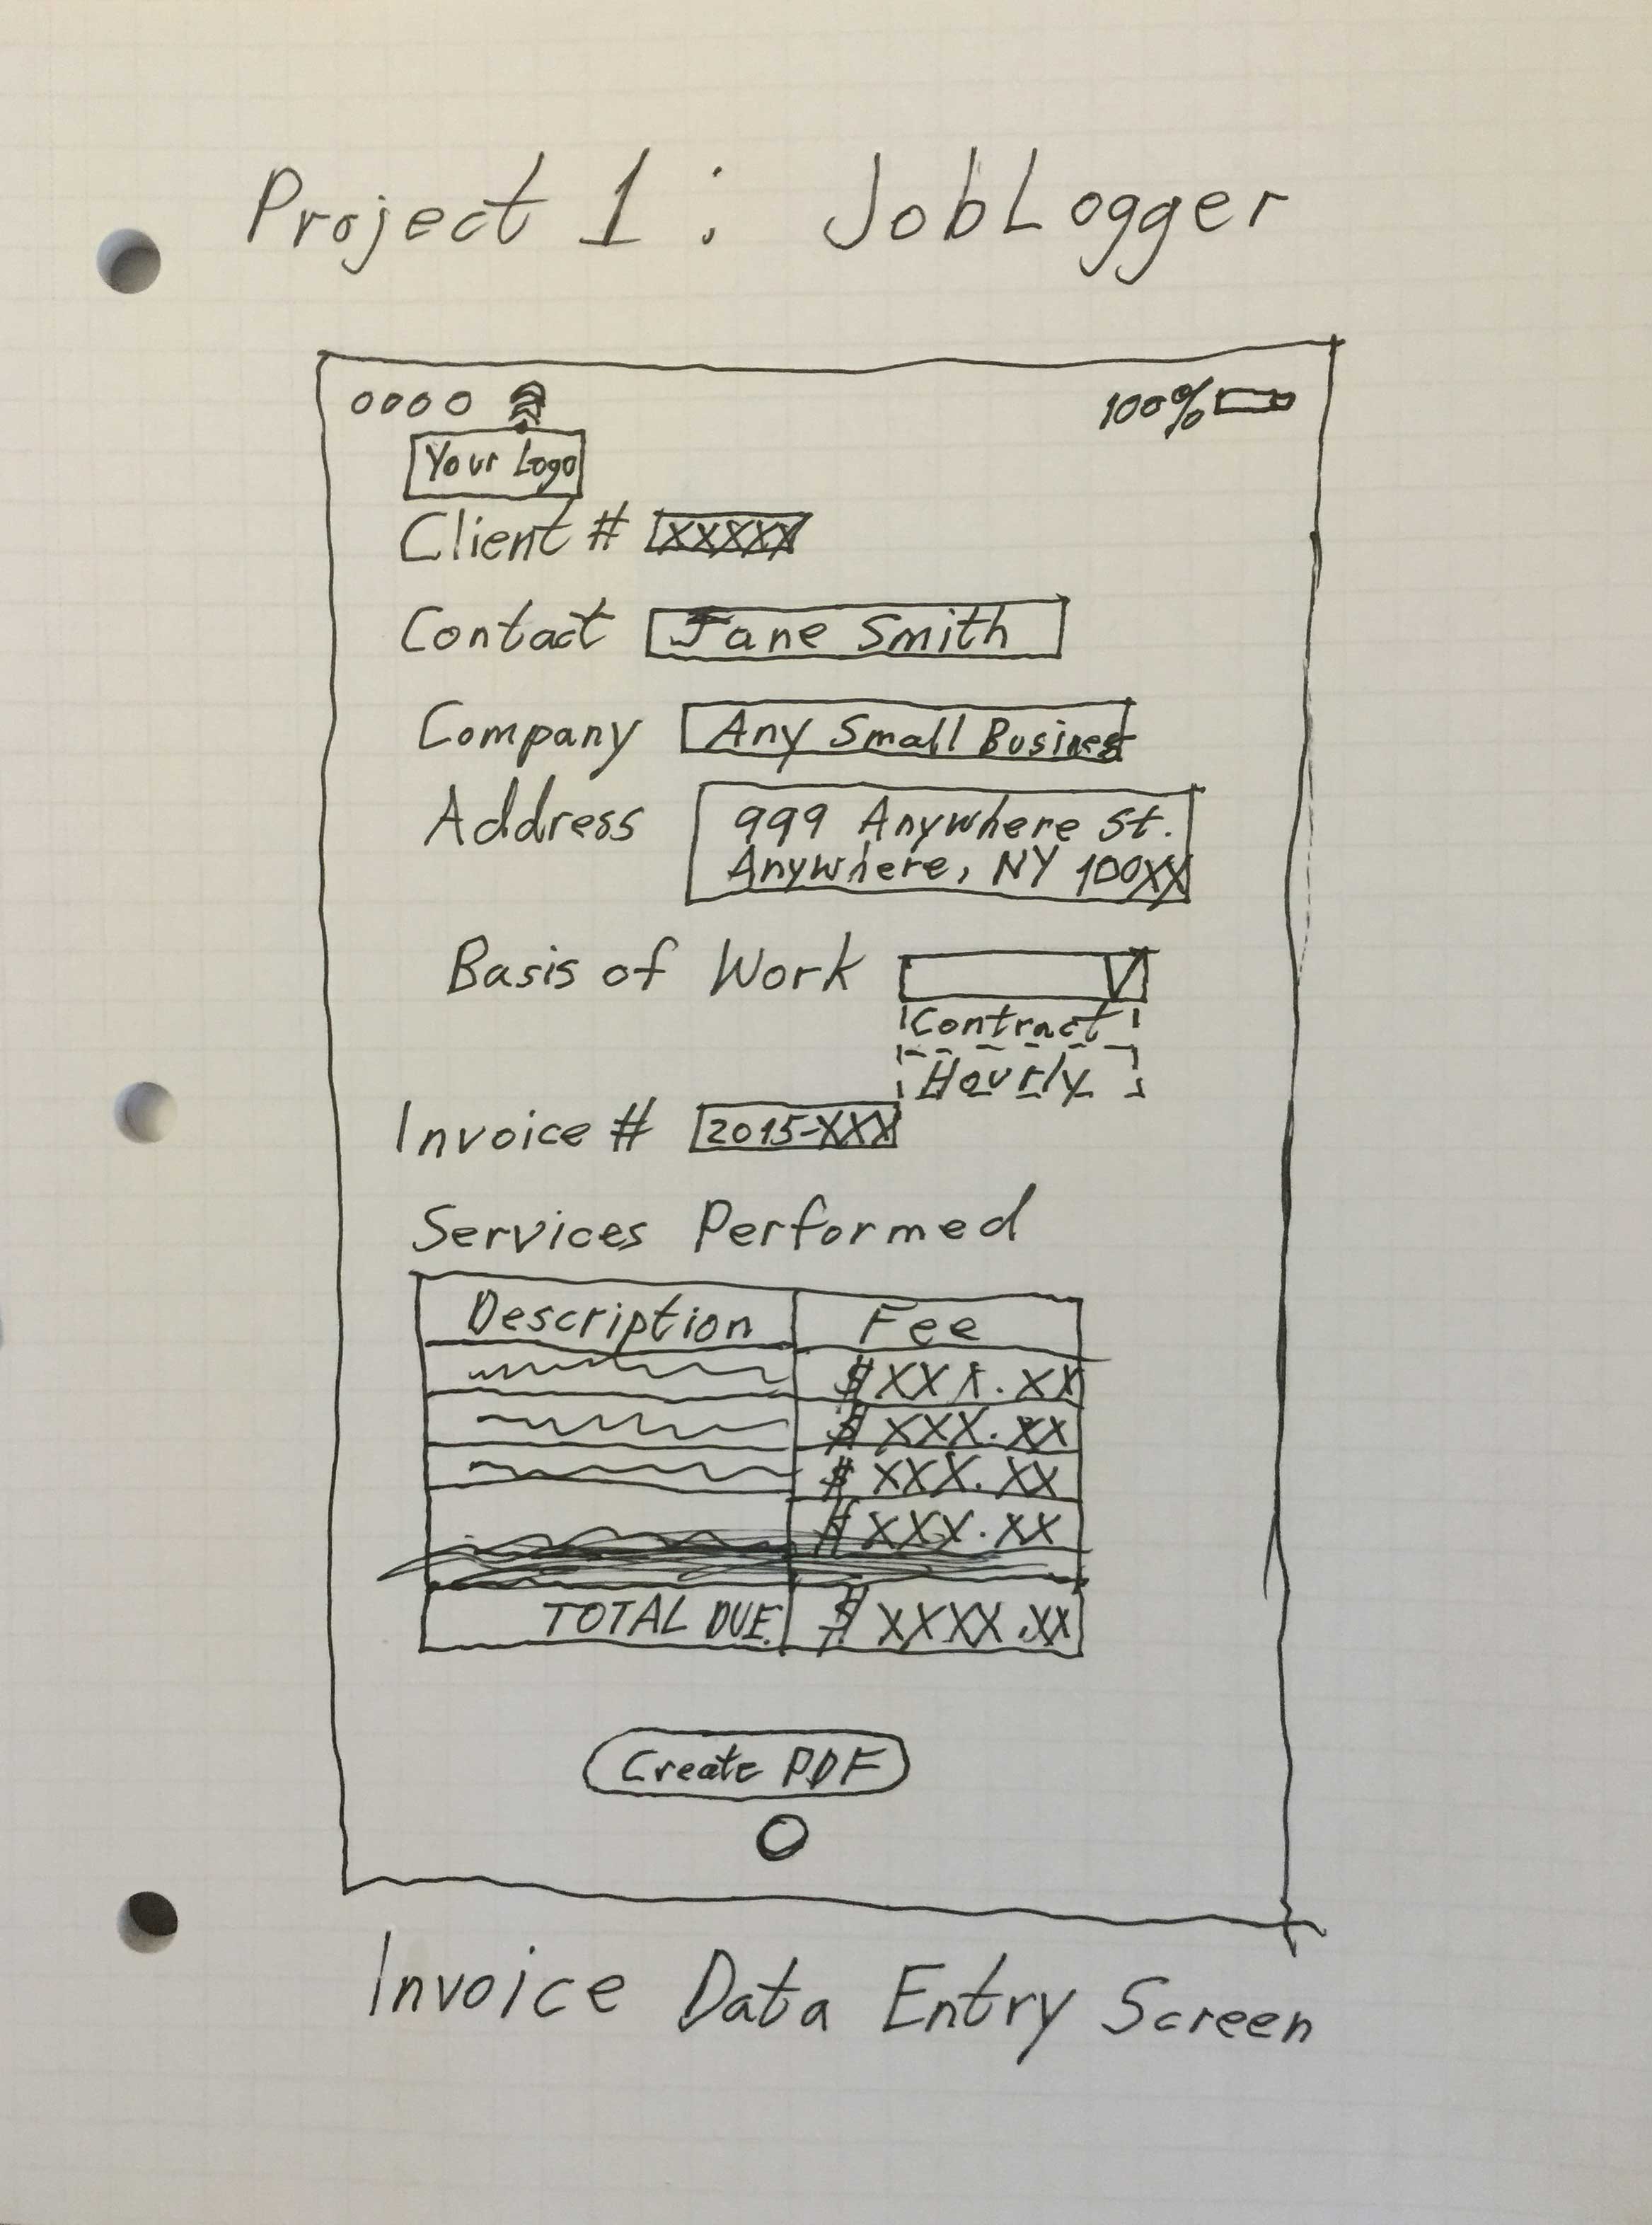 Project 1: JobLogger
100%
Your Logo
Client # XXXXX
Contact Jane Smith
Company Any Small Business
Address 999 Anywhere St.
Anywhere, NY 100XX
Basis of Work
Contract
Hourly
Invoice # 2015-XXX
Services Performed
Description Fee
$XXX.XX
$XXX.XX
$XXX.XX
$XXX.XX
TOTAL DUE $XXXX.XX
Create PDF
Invoice Data Entry Screen